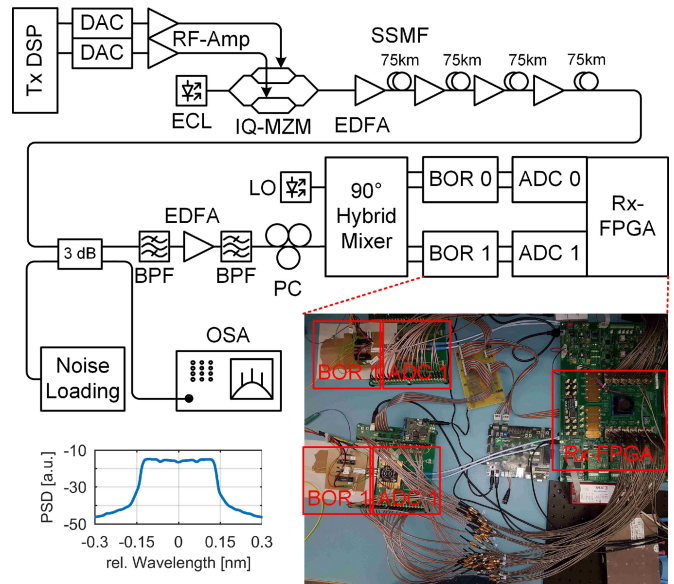 Tx DSP
DAC
DAC
RF-Amp
ECL
IQ-MZM
EDFA
SSMF
75km
75km
75km
75km
LO
90°
Hybrid
Mixer
BOR 0
ADC 0
BOR 1
ADC 1
Rx-
FPGA
3 dB
BPF
EDFA
BPF
PC
Noise
Loading
OSA
BOR 1
ADC 1
BOR 1
ADC 1
Rx-FPGA
PSD [a.u.]
-10
-30
-50
-0.3
-0.15
0
0.15
0.3
rel. Wavelength [nm]